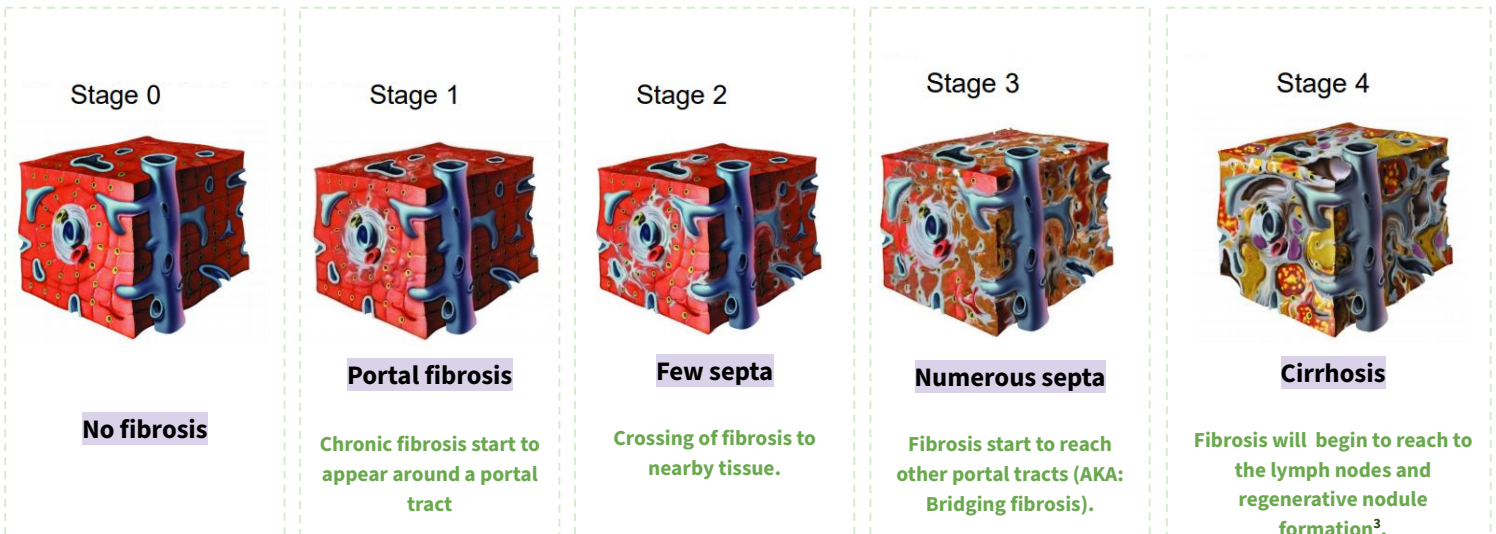 Stage 0
No fibrosis
Stage 1
Portal fibrosis
Chronic fibrosis start to
appear around a portal
tract
Stage 2
Few septa
Crossing of fibrosis to
nearby tissue.
Stage 3
Numerous septa
Fibrosis start to reach
other portal tracts (AKA:
Bridging fibrosis).
Stage 4
Cirrhosis
Fibrosis will begin to reach to
the lymph nodes and
regenerative nodule
formation³.